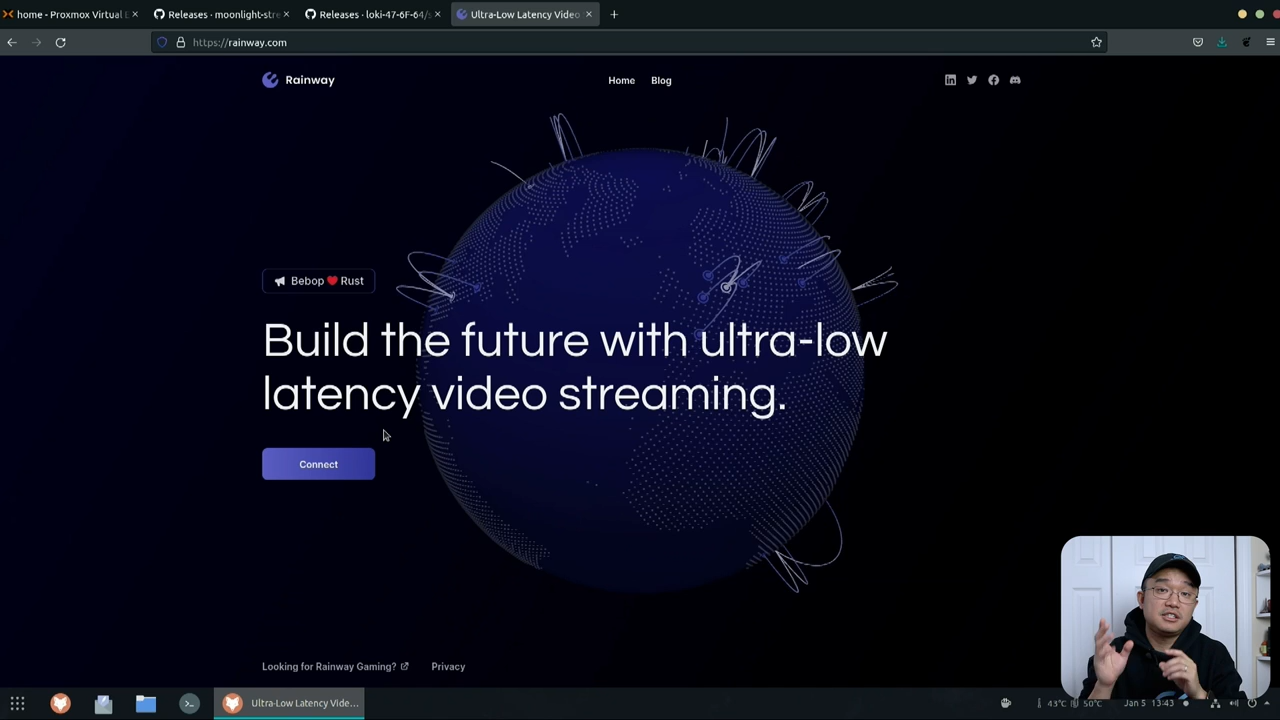 home - Proxmox Virtual E
Releases · moonlight-stre
Releases · loki-47-6F-64/s
Ultra-Low Latency Video
https://rainway.com
Rainway
Home
Blog
Bebop ❤️ Rust
Build the future with ultra-low
latency video streaming.
Connect
Looking for Rainway Gaming?
Privacy
Ultra-Low Latency Vide...
43°C
50°C
Jan 5 13:43